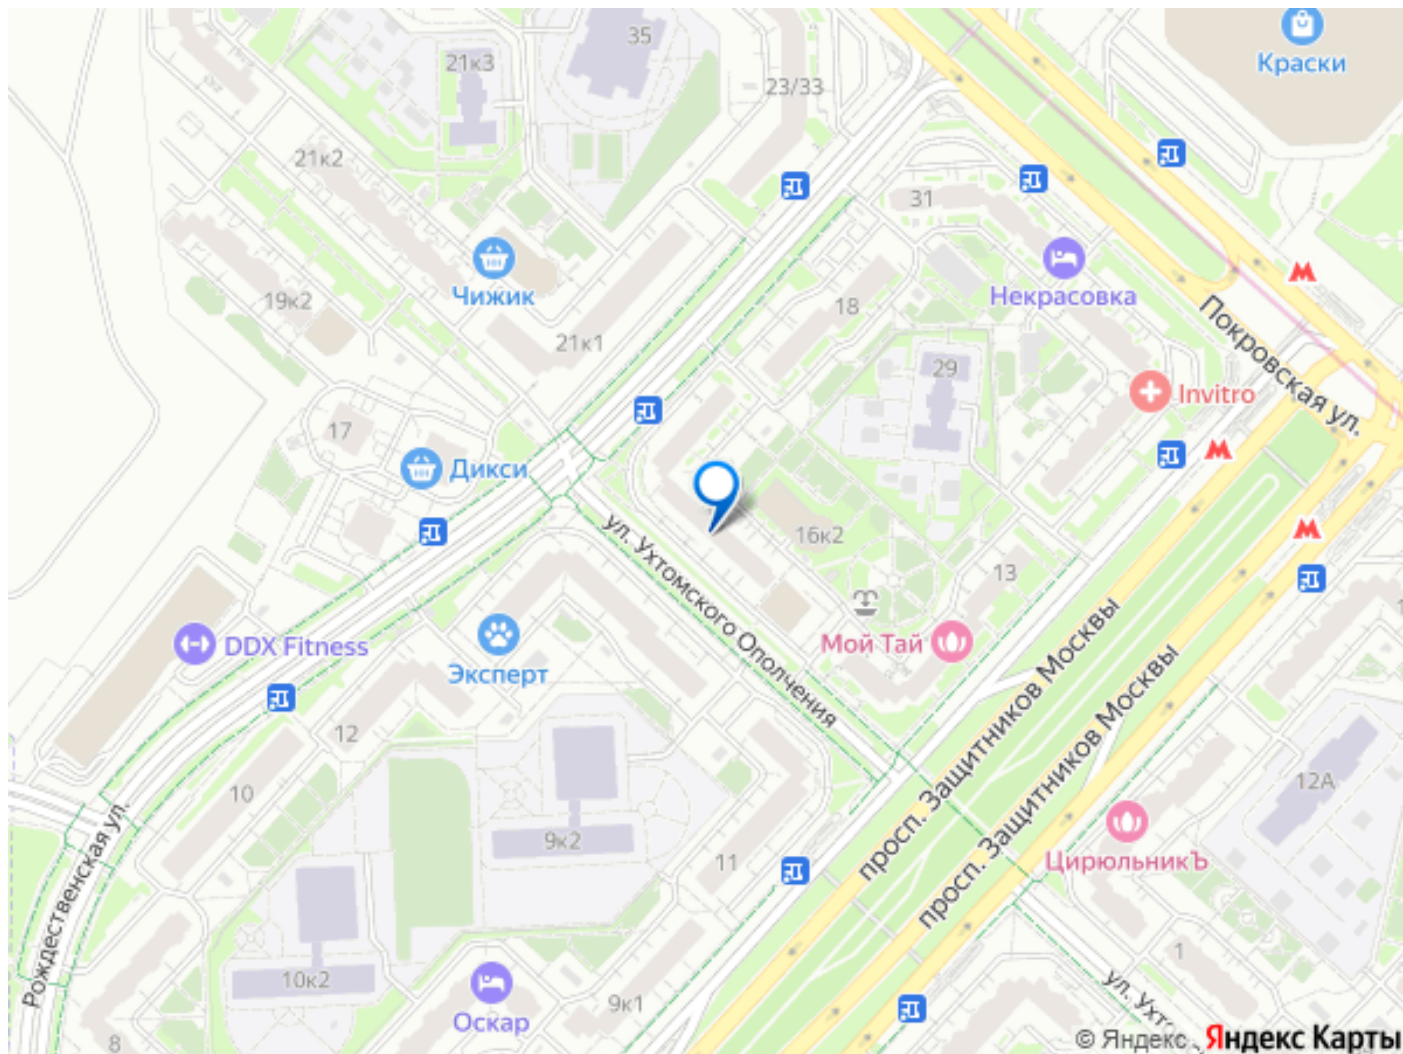 35
Краски
21к3
23/33
21к2
31
Некрасовка
Чижик
19к2
18
Покровская ул.
21к1
29
Invitro
17
Дикси
16к2
ул. Ухтомского Ополчения
13
DDX Fitness
Эксперт
Мой Тай
просп. Защитников Москвы
просп. Защитников Москвы
12
12А
10
9к2
11
ЦирюльникЪ
Рождественская ул.
1
10к2
9к1
ул. Ухт
Оскар
8
© Яндекс Яндекс Карты